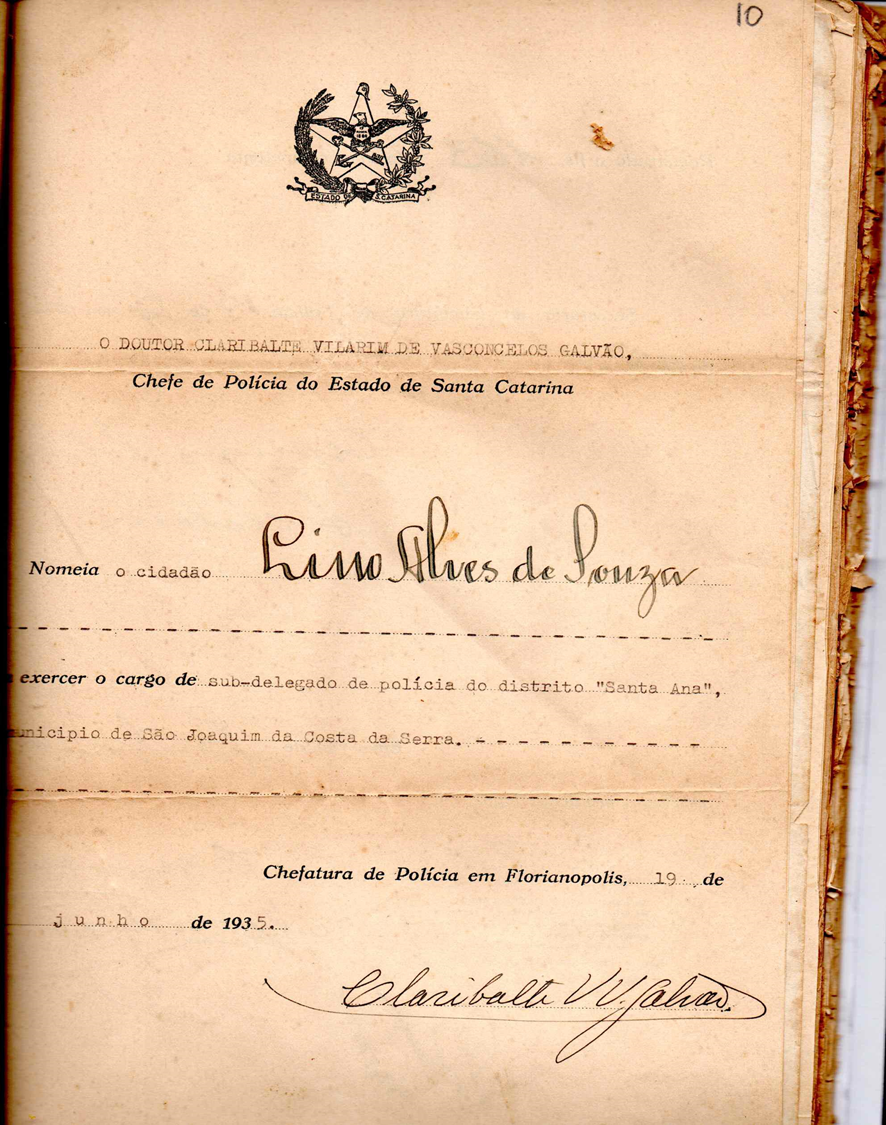 10
ESTADO DE S. CATARINA
O DOUTOR CLARIBALTE VILARIM DE VASCONCELOS GALVÃO,
Chefe de Polícia do Estado de Santa Catarina
Nomeia o cidadão Lino Alves de Souza
exercer o cargo de sub-delegado de polícia do distrito "Santa Ana",
unicipio de São Joaquim da Costa da Serra. - - - - - - - - - - -
Chefatura de Polícia em Florianopolis, 19 de
junho de 1935.
Claribalte V V. Galvão